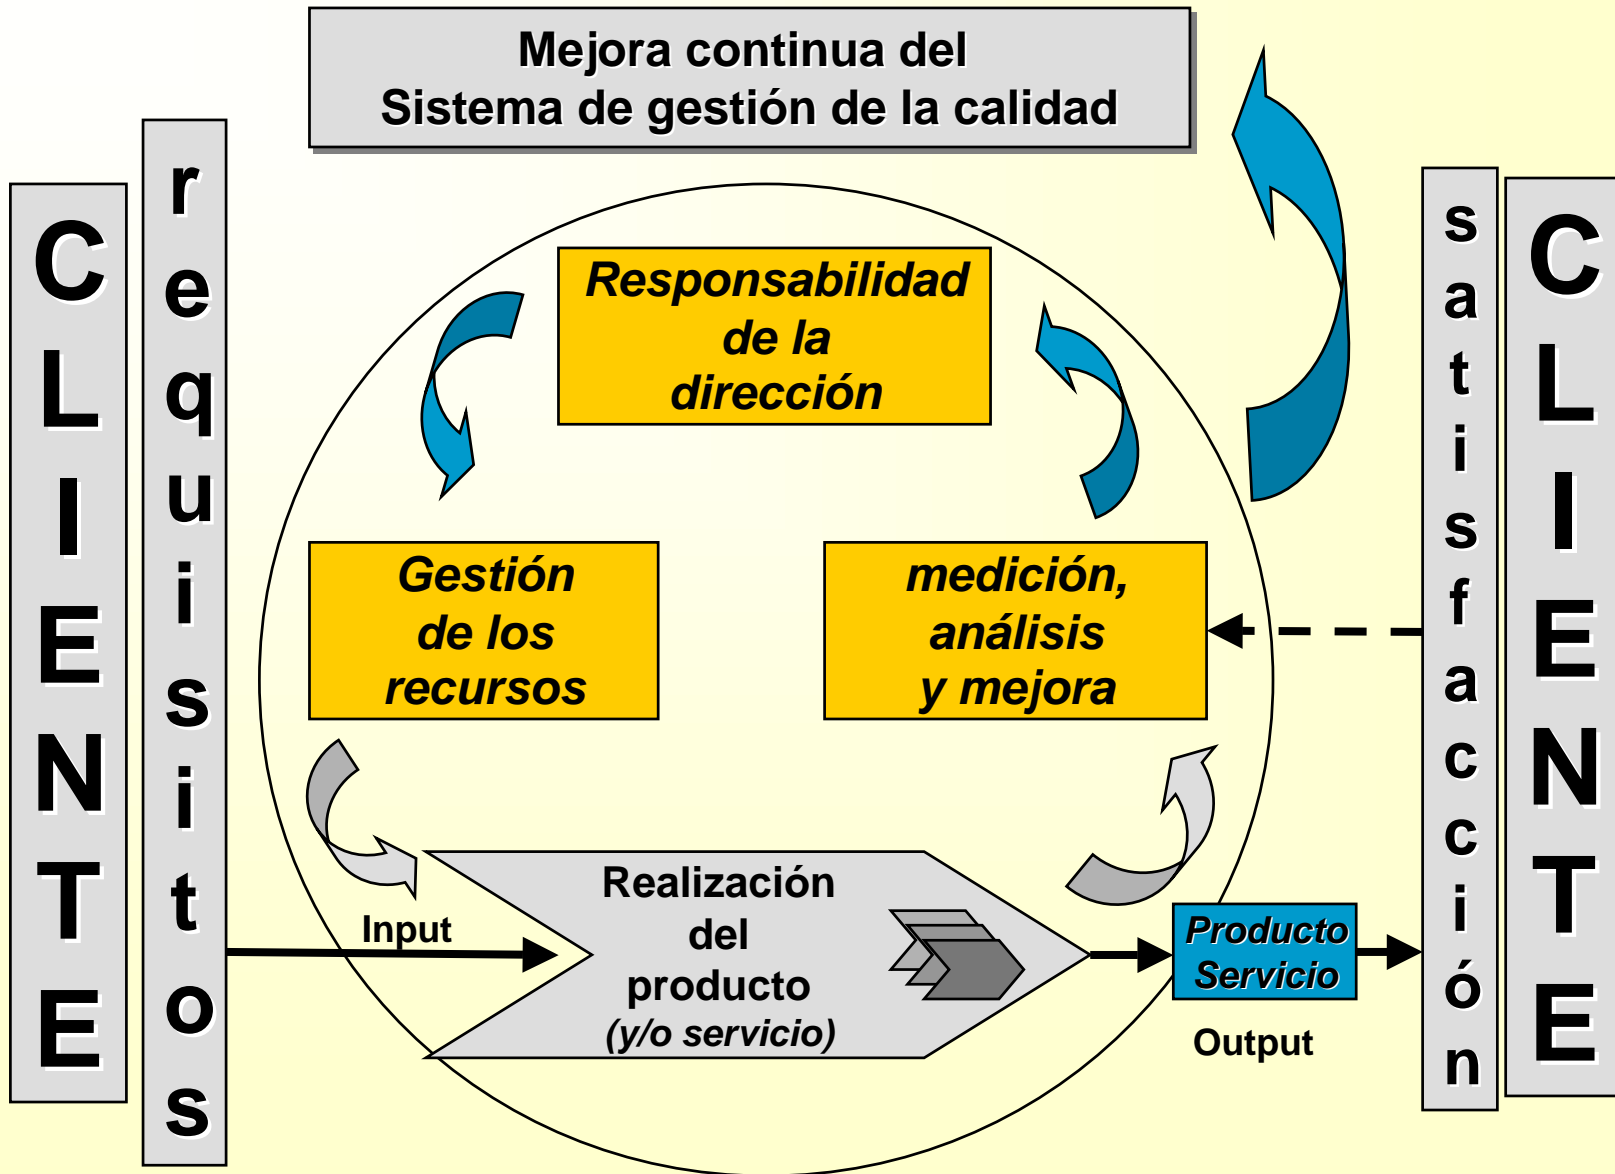 Mejora continua del
Sistema de gestión de la calidad
CLIENTE
requisitos
Responsabilidad
de la
dirección
Gestión
de los
recursos
medición,
análisis
y mejora
Input
Realización
del
producto
(y/o servicio)
Producto
Servicio
Output
satisfacción
CLIENTE